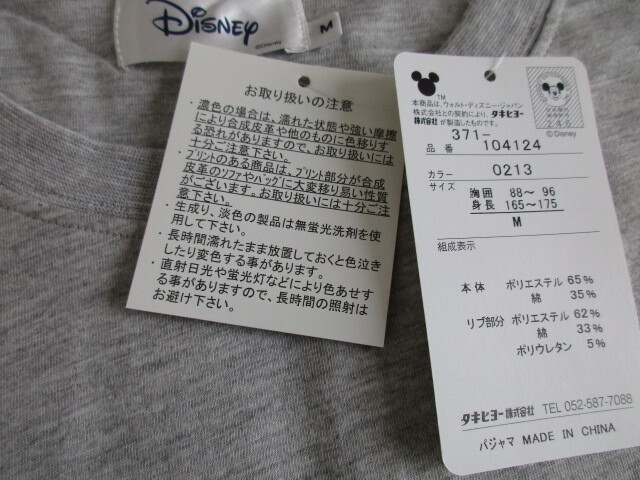 DISNEY
©Disney
M
お取り扱いの注意
・濃色の場合は、濡れた状態や強い摩擦
により合成皮革や他のものに色移りす
る恐れがありますので、お取り扱いには
十分ご注意下さい。
・プリントのある商品は、プリント部分が合成
皮革のソファやバッグに大変移り易い性質
がございます。お取り扱いには十分ご注
意下さい。
・生成り、淡色の製品は無蛍光洗剤を使
用して下さい。
・長時間濡れたまま放置しておくと色泣き
したり変色する事があります。
・直射日光や蛍光灯などにより色あせす
る事がありますので、長時間の照射は
お避け下さい。
TM
本商品は、ウォルト・ディズニー・ジャパン
株式会社との契約により、タキヒヨー
株式会社が製造したものです。
©Disney
371-
品番 104124
カラー 0213
サイズ 胸囲 88〜 96
身長 165〜175
M
組成表示
本体 ポリエステル 65%
綿 35%
リブ部分 ポリエステル 62%
綿 33%
ポリウレタン 5%
タキヒヨー株式会社 TEL 052-587-7088
パジャマ MADE IN CHINA